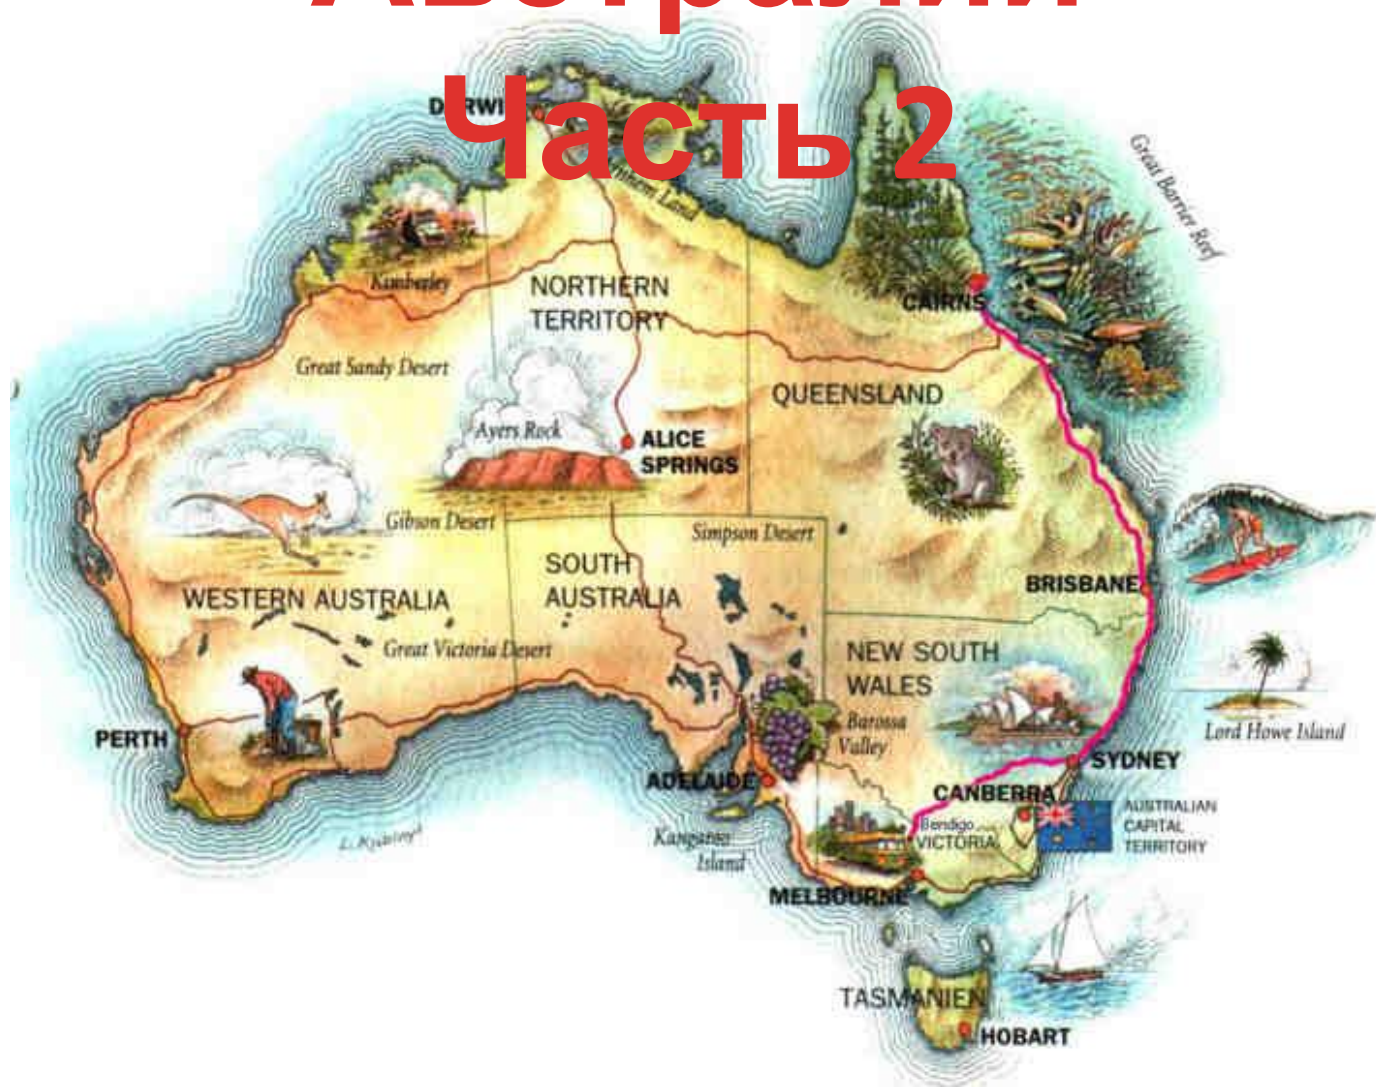 Австралии
Часть 2
Great Barrier Reef
Kimberley
CAIRNS
NORTHERN
TERRITORY
Great Sandy Desert
QUEENSLAND
Ayers Rock
ALICE
SPRINGS
Gibson Desert
Simpson Desert
SOUTH
AUSTRALIA
BRISBANE
WESTERN AUSTRALIA
Great Victoria Desert
NEW SOUTH
WALES
Barossa
Valley
Lord Howe Island
PERTH
SYDNEY
ADELAIDE
CANBERRA
AUSTRALIAN
CAPITAL
TERRITORY
Bendigo
VICTORIA
Kangaroo
Island
MELBOURNE
TASMANIEN
HOBART